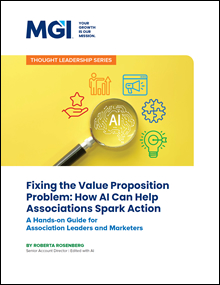 MGI
YOUR
GROWTH
IS OUR
MISSION.
THOUGHT LEADERSHIP SERIES
AI
Fixing the Value Proposition
Problem: How AI Can Help
Associations Spark Action
A Hands-on Guide for
Association Leaders and Marketers
BY ROBERTA ROSENBERG
Senior Account Director | Edited with AI